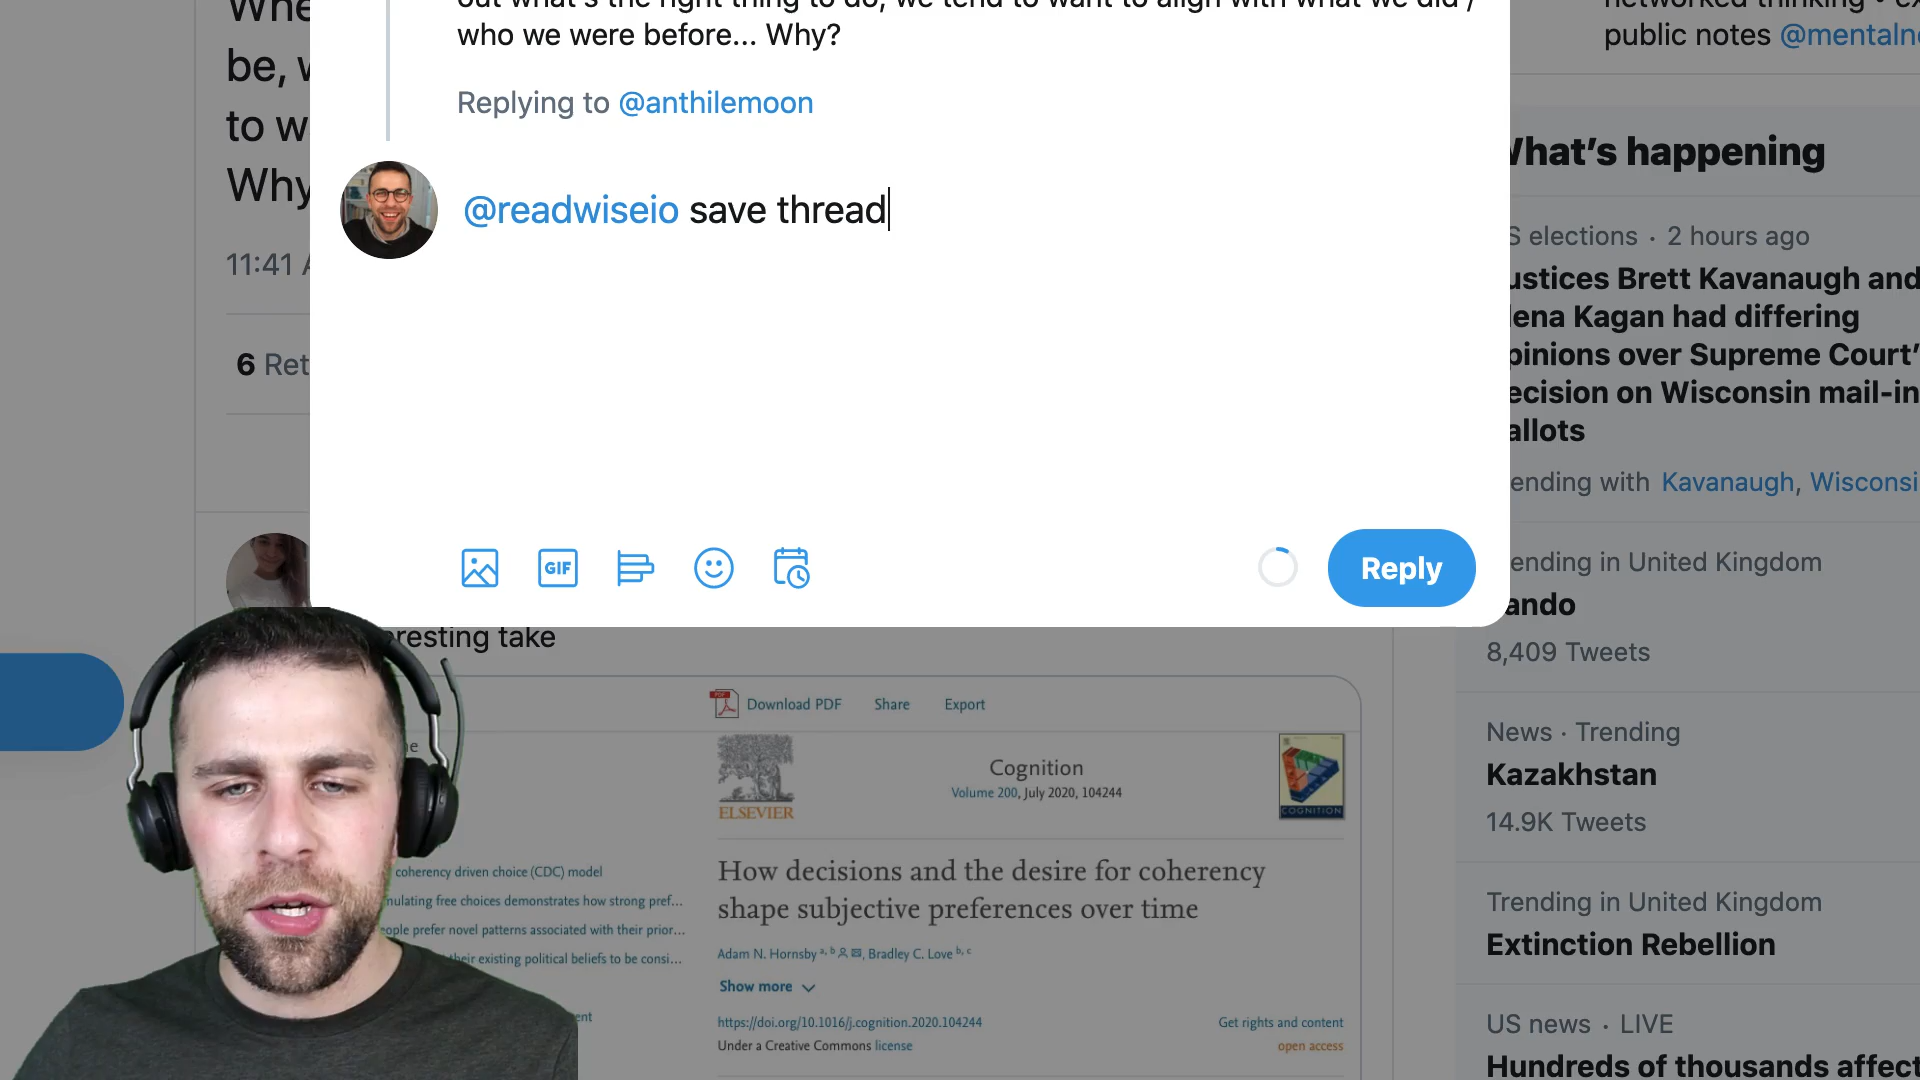 who we were before... Why?
Replying to @anthilemoon
@readwiseio save thread
GIF
Reply
be,
to w
Why
11:41
6 Ret
public notes @mentaln
What's happening
S elections · 2 hours ago
ustices Brett Kavanaugh and
lena Kagan had differing
pinions over Supreme Court'
ecision on Wisconsin mail-in
allots
ending with Kavanaugh, Wisconsi
ending in United Kingdom
ando
8,409 Tweets
News · Trending
Kazakhstan
14.9K Tweets
Trending in United Kingdom
Extinction Rebellion
US news · LIVE
Hundreds of thousands affect
resting take
PDF
Download PDF
Share
Export
ELSEVIER
Cognition
Volume 200, July 2020, 104244
COGNITION
How decisions and the desire for coherency
shape subjective preferences over time
Adam N. Hornsby a, b, Bradley C. Love b, c
Show more
https://doi.org/10.1016/j.cognition.2020.104244
Get rights and content
Under a Creative Commons license
open access
coherency driven choice (CDC) model
nulating free choices demonstrates how strong pref...
eople prefer novel patterns associated with their prior...
their existing political beliefs to be consi...